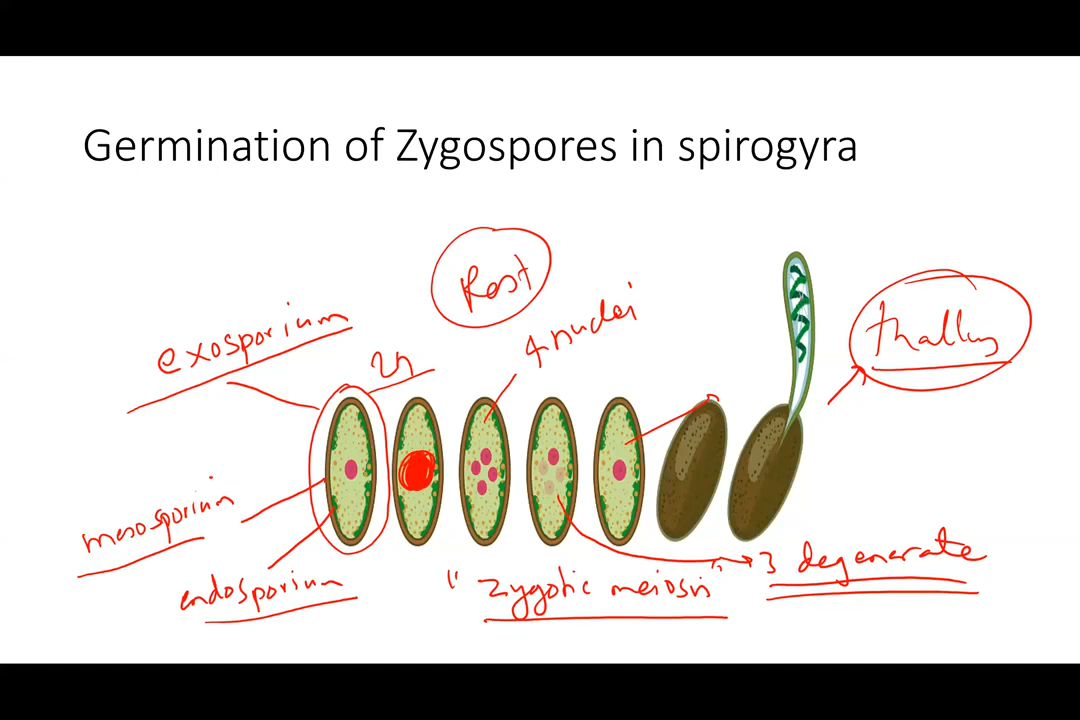 Germination of Zygospores in spirogyra
Rest
exosporium
4 nuclei
thallus
2n
mesosporium
endosporium
" Zygotic meiosis "
3 degenerate